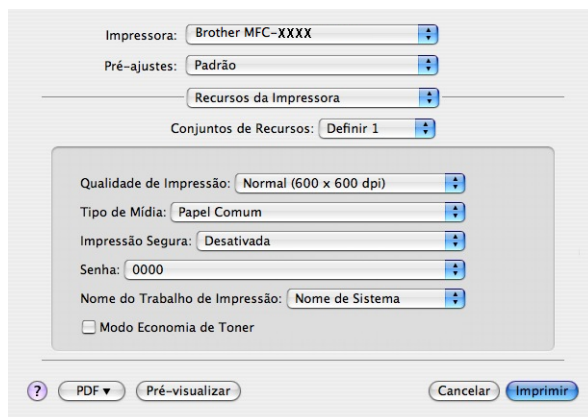 Impressora: Brother MFC-XXXX
Pré-ajustes: Padrão
Recursos da Impressora
Conjuntos de Recursos: Definir 1
Qualidade de Impressão: Normal (600 x 600 dpi)
Tipo de Mídia: Papel Comum
Impressão Segura: Desativada
Senha: 0000
Nome do Trabalho de Impressão: Nome de Sistema
Modo Economia de Toner
? PDF▼ Pré-visualizar Cancelar Imprimir